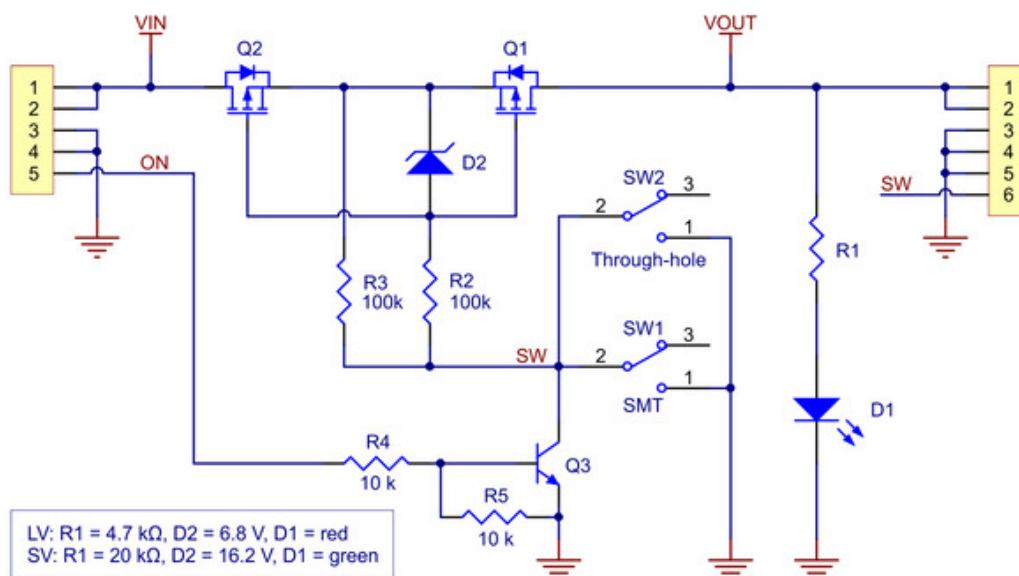 VIN
VOUT
Q2
Q1
1
2
3
4
5
ON
D2
SW2
3
2
1
Through-hole
SW
1
2
3
4
5
6
R1
R3
100k
R2
100k
SW
SW1
3
2
1
SMT
D1
R4
10 k
Q3
R5
10 k
LV: R1 = 4.7 kΩ, D2 = 6.8 V, D1 = red
SV: R1 = 20 kΩ, D2 = 16.2 V, D1 = green